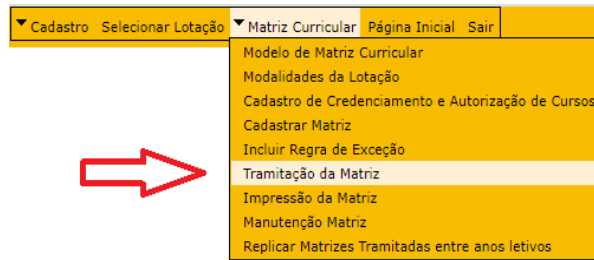 Cadastro Selecionar Lotação Matriz Curricular Página Inicial Sair
Modelo de Matriz Curricular
Modalidades da Lotação
Cadastro de Credenciamento e Autorização de Cursos
Cadastrar Matriz
Incluir Regra de Exceção
Tramitação da Matriz
Impressão da Matriz
Manutenção Matriz
Replicar Matrizes Tramitadas entre anos letivos